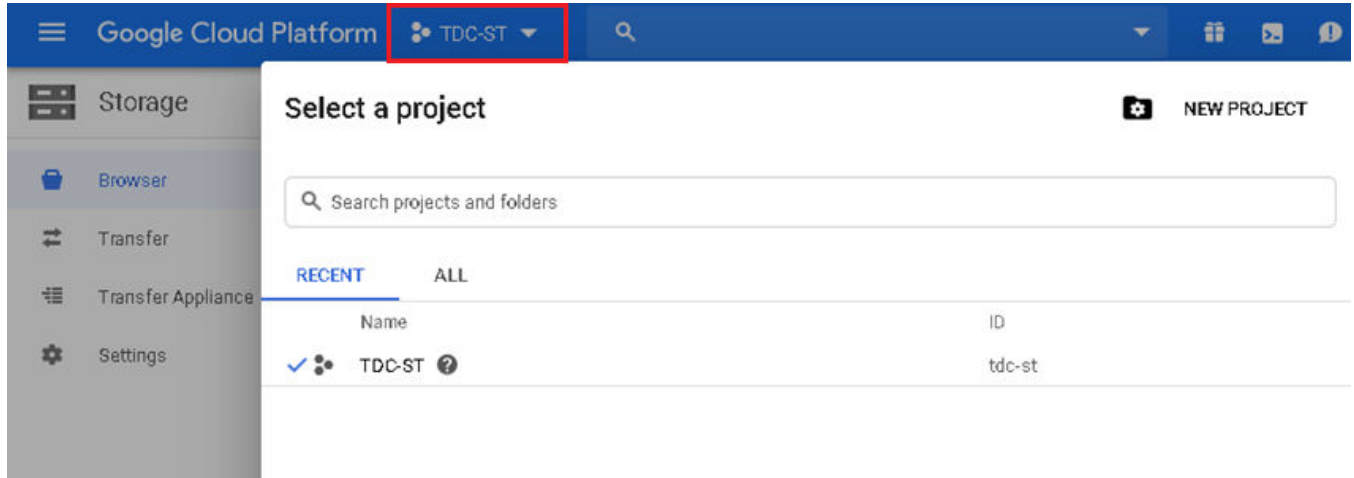 Google Cloud Platform TDC-ST
Storage
Select a project
NEW PROJECT
Browser
Search projects and folders
Transfer
RECENT ALL
Transfer Appliance
Name ID
Settings
TDC-ST tdc-st